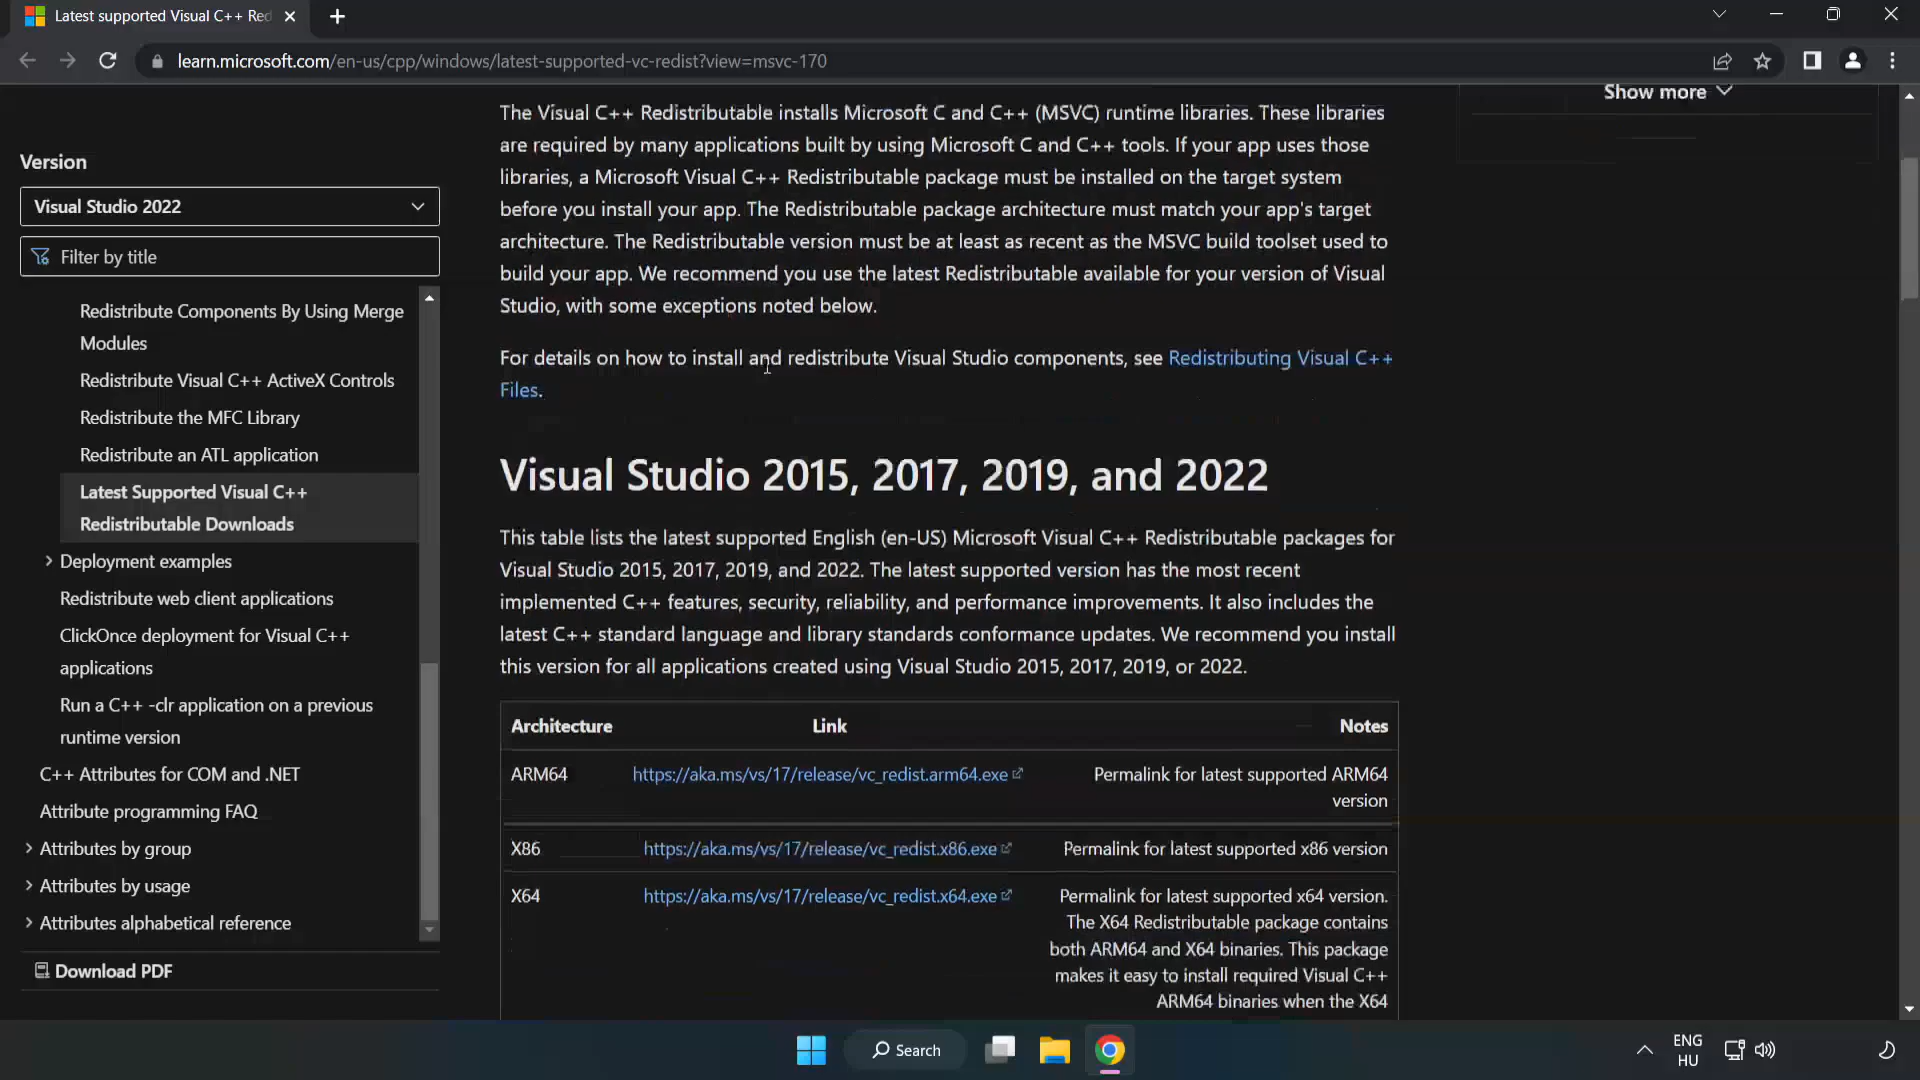 Latest supported Visual C++ Red
learn.microsoft.com/en-us/cpp/windows/latest-supported-vc-redist?view=msvc-170
Version
Visual Studio 2022
Filter by title
Redistribute Components By Using Merge
Modules
Redistribute Visual C++ ActiveX Controls
Redistribute the MFC Library
Redistribute an ATL application
Latest Supported Visual C++
Redistributable Downloads
Deployment examples
Redistribute web client applications
ClickOnce deployment for Visual C++
applications
Run a C++ -clr application on a previous
runtime version
C++ Attributes for COM and .NET
Attribute programming FAQ
Attributes by group
Attributes by usage
Attributes alphabetical reference
Download PDF
The Visual C++ Redistributable installs Microsoft C and C++ (MSVC) runtime libraries. These libraries
are required by many applications built by using Microsoft C and C++ tools. If your app uses those
libraries, a Microsoft Visual C++ Redistributable package must be installed on the target system
before you install your app. The Redistributable package architecture must match your app's target
architecture. The Redistributable version must be at least as recent as the MSVC build toolset used to
build your app. We recommend you use the latest Redistributable available for your version of Visual
Studio, with some exceptions noted below.
For details on how to install and redistribute Visual Studio components, see Redistributing Visual C++
Files.
Visual Studio 2015, 2017, 2019, and 2022
This table lists the latest supported English (en-US) Microsoft Visual C++ Redistributable packages for
Visual Studio 2015, 2017, 2019, and 2022. The latest supported version has the most recent
implemented C++ features, security, reliability, and performance improvements. It also includes the
latest C++ standard language and library standards conformance updates. We recommend you install
this version for all applications created using Visual Studio 2015, 2017, 2019, or 2022.
Architecture Link Notes
ARM64 https://aka.ms/vs/17/release/vc_redist.arm64.exe Permalink for latest supported ARM64
version
X86 https://aka.ms/vs/17/release/vc_redist.x86.exe Permalink for latest supported x86 version
X64 https://aka.ms/vs/17/release/vc_redist.x64.exe Permalink for latest supported x64 version.
The X64 Redistributable package contains
both ARM64 and X64 binaries. This package
makes it easy to install required Visual C++
ARM64 binaries when the X64
Show more
Search
ENG
HU